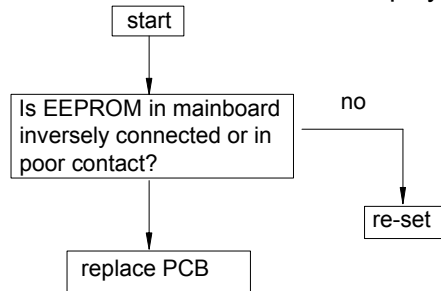 start
Is EEPROM in mainboard
inversely connected or in
poor contact?
no
re-set
replace PCB